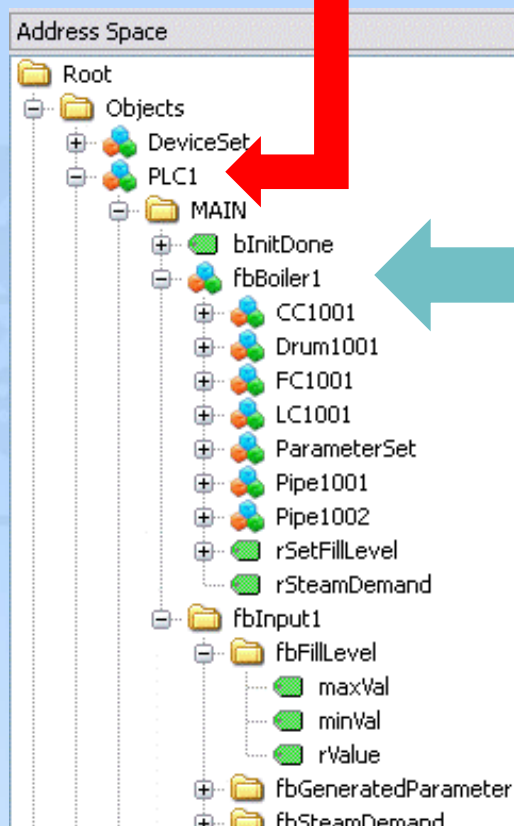 Address Space
Root
Objects
DeviceSet
PLC1
MAIN
bInitDone
fbBoiler1
CC1001
Drum1001
FC1001
LC1001
ParameterSet
Pipe1001
Pipe1002
rSetFillLevel
rSteamDemand
fbInput1
fbFillLevel
maxVal
minVal
rValue
fbGeneratedParameter
fbSteamDemand